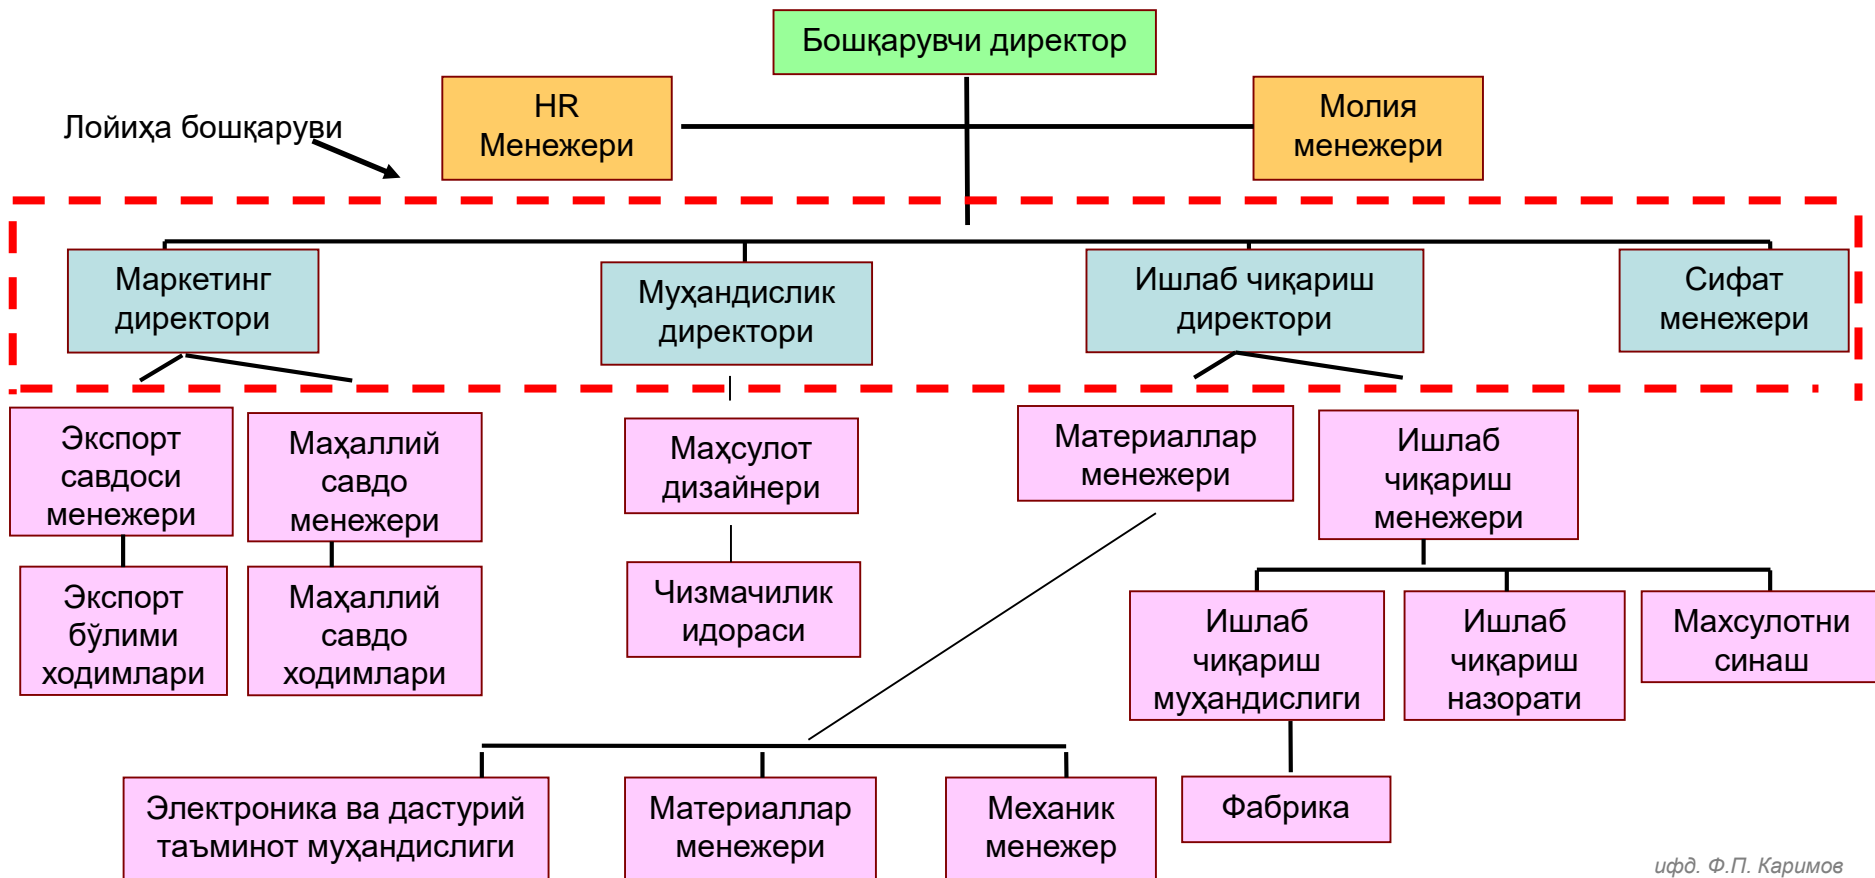 Бошқарувчи директор
HR
Менежери
Молия
менежери
Лойиҳа бошқаруви
Маркетинг
директори
Муҳандислик
директори
Ишлаб чиқариш
директори
Сифат
менежери
Экспорт
савдоси
менежери
Маҳаллий
савдо
менежери
Маҳсулот
дизайнери
Материаллар
менежери
Ишлаб
чиқариш
менежери
Экспорт
бўлими
ходимлари
Маҳаллий
савдо
ходимлари
Чизмачилик
идораси
Ишлаб
чиқариш
муҳандислиги
Ишлаб
чиқариш
назорати
Махсулотни
синаш
Электроника ва дастурий
таъминот муҳандислиги
Материаллар
менежери
Механик
менежер
Фабрика
ифд. Ф.П. Каримов